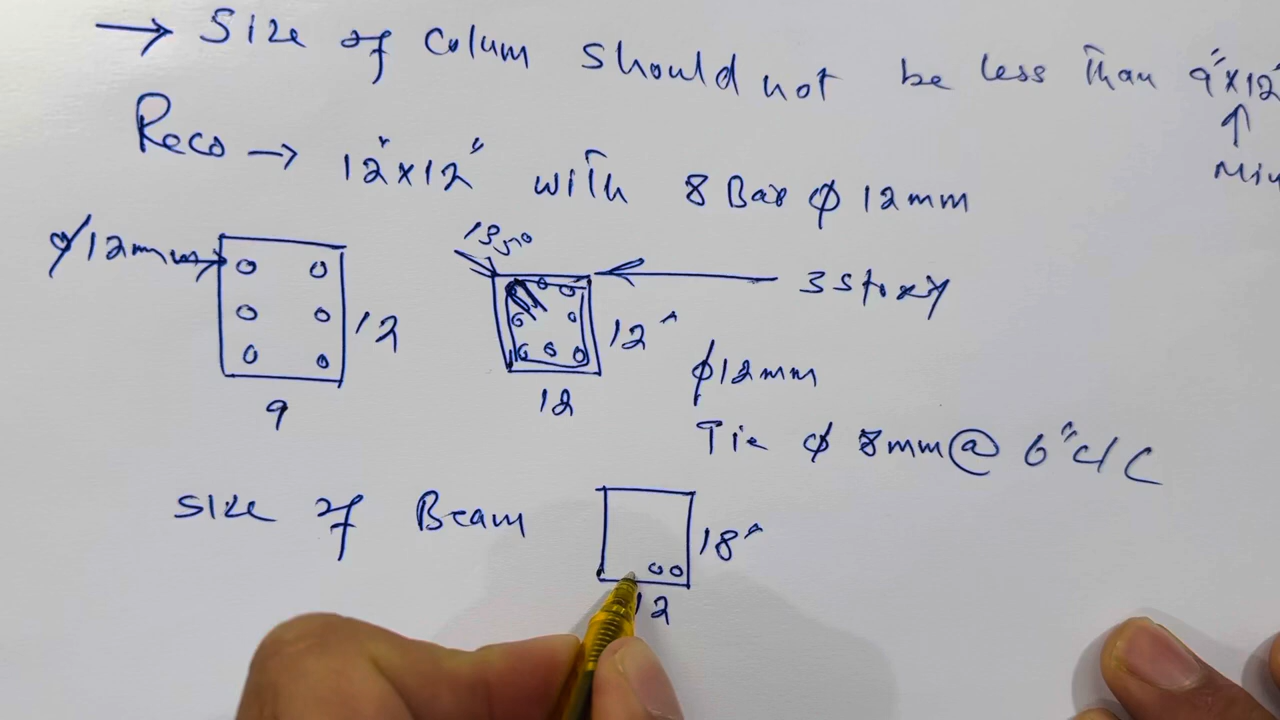 → Size of Colum Should not be less Than 9"x12"
Min
Reco → 12"x12" with 8 Bar ϕ 12mm
ϕ12mm
12
9
135°
12"
12
3 Story
ϕ12mm
Tie ϕ 8mm@ 6"c/c
Size of Beam
18"
12